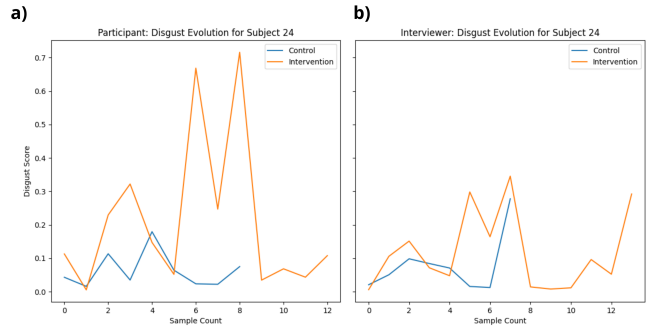 a)
Participant: Disgust Evolution for Subject 24
Control
Intervention
Disgust Score
0.7
0.6
0.5
0.4
0.3
0.2
0.1
0.0
0 2 4 6 8 10 12
Sample Count
b)
Interviewer: Disgust Evolution for Subject 24
Control
Intervention
0 2 4 6 8 10 12
Sample Count